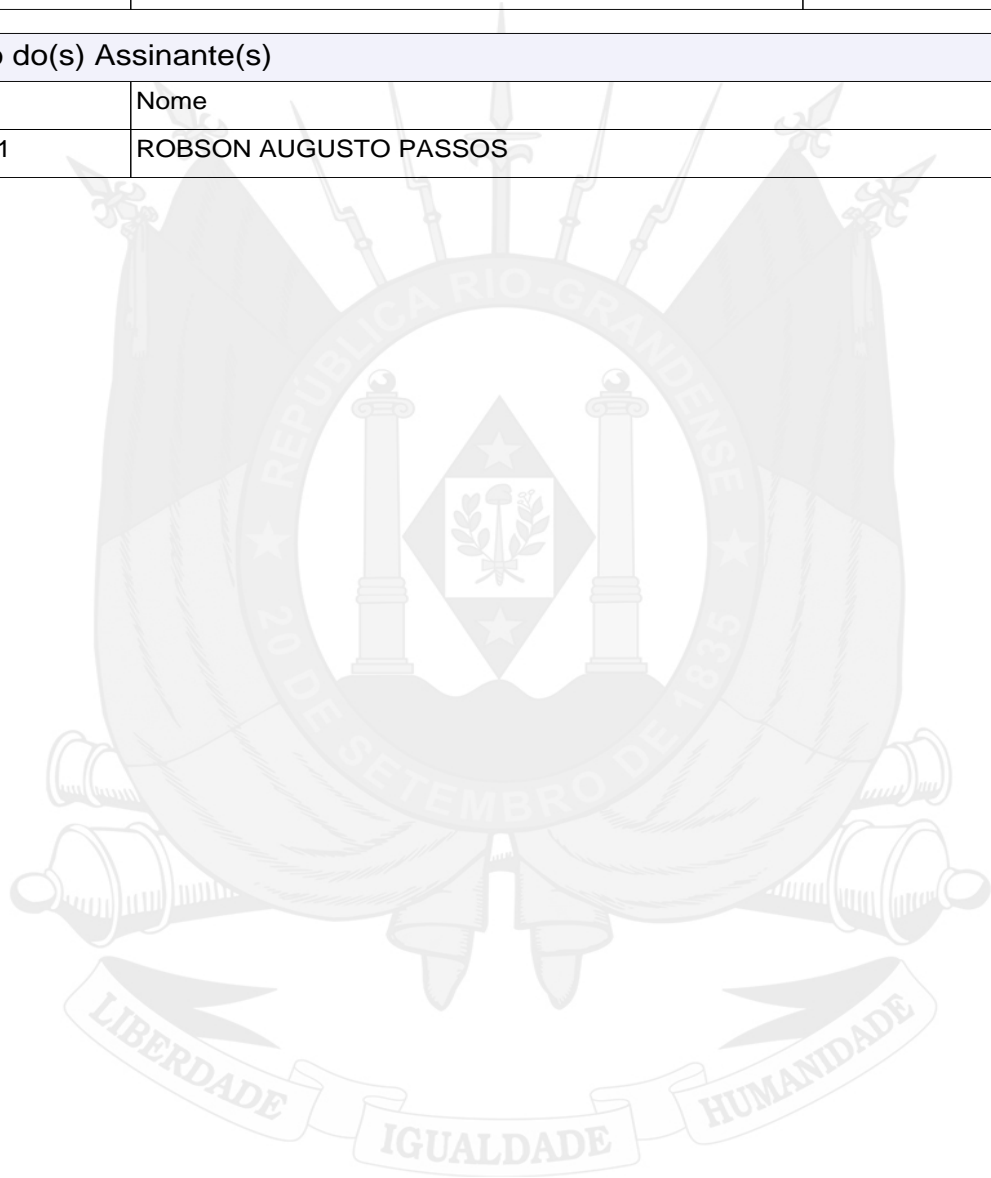 o do(s) Assinante(s)
Nome
1 ROBSON AUGUSTO PASSOS
REPÚBLICA RIO-GRANDENSE
★ 20 DE SETEMBRO DE 1835 ★
LIBERDADE IGUALDADE HUMANIDADE